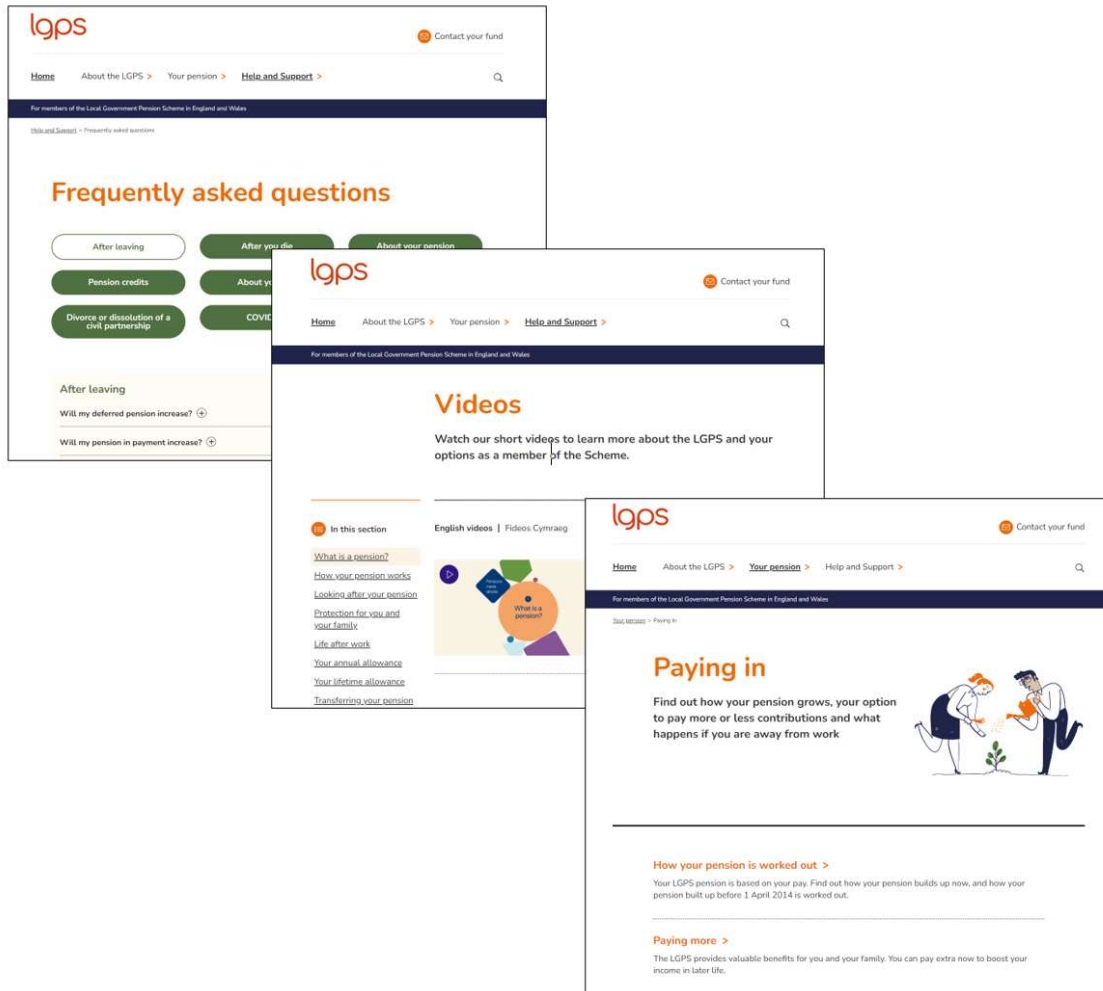 lgps
Contact your fund
Home About the LGPS > Your pension > Help and Support >
For members of the Local Government Pension Scheme in England and Wales
Help and Support > Frequently asked questions
Frequently asked questions
After leaving
After you die
About your pension
Pension credits
About yo
Divorce or dissolution of a
civil partnership
COVID
After leaving
Will my deferred pension increase?
Will my pension in payment increase?
lgps
Contact your fund
Home About the LGPS > Your pension > Help and Support >
For members of the Local Government Pension Scheme in England and Wales
Videos
Watch our short videos to learn more about the LGPS and your
options as a member of the Scheme.
In this section
What is a pension?
How your pension works
Looking after your pension
Protection for you and
your family
Life after work
Your annual allowance
Your lifetime allowance
Transferring your pension
English videos | Fideos Cymraeg
Pensions
made
simple
What is a
pension?
lgps
Contact your fund
Home About the LGPS > Your pension > Help and Support >
For members of the Local Government Pension Scheme in England and Wales
Your pension > Paying in
Paying in
Find out how your pension grows, your option
to pay more or less contributions and what
happens if you are away from work
How your pension is worked out >
Your LGPS pension is based on your pay. Find out how your pension builds up now, and how your
pension built up before 1 April 2014 is worked out.
Paying more >
The LGPS provides valuable benefits for you and your family. You can pay extra now to boost your
income in later life.